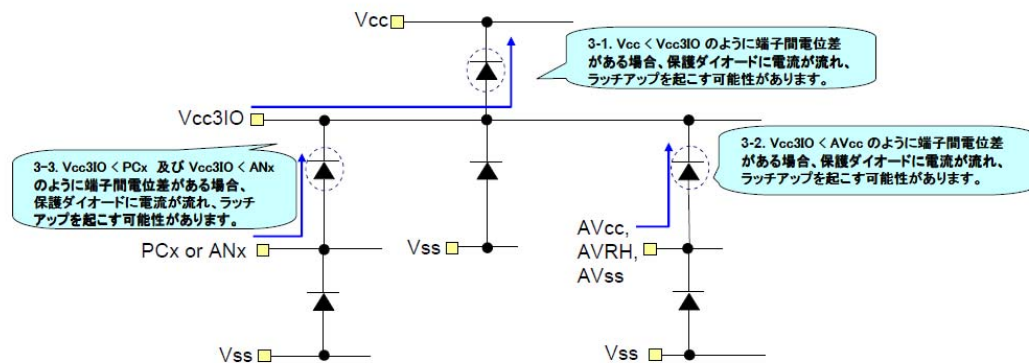 Vcc
3-1. Vcc < Vcc3IO のように端子間電位差
がある場合、保護ダイオードに電流が流れ、
ラッチアップを起こす可能性があります。
Vcc3IO
3-3. Vcc3IO < PCx 及び Vcc3IO < ANx
のように端子間電位差がある場合、
保護ダイオードに電流が流れ、ラッチ
アップを起こす可能性があります。
3-2. Vcc3IO < AVcc のように端子間電位差
がある場合、保護ダイオードに電流が流れ、
ラッチアップを起こす可能性があります。
PCx or ANx
Vss
AVcc,
AVRH,
AVss
Vss
Vss